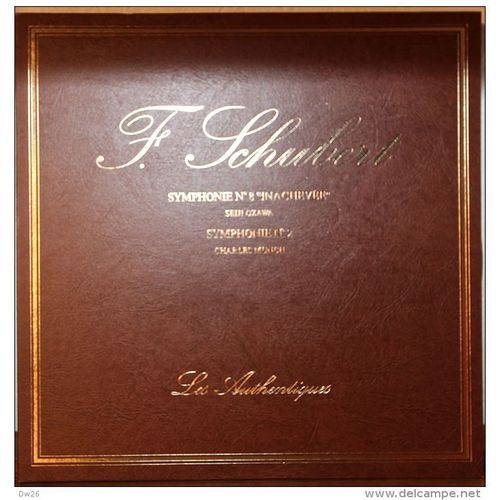 F. Schubert
SYMPHONIE N° 8 "INACHEVÉE"
SEIJI OZAWA
SYMPHONIE N° 2
CHARLES MUNCH
Les Authentiques
Dw26
www.delcampe.net